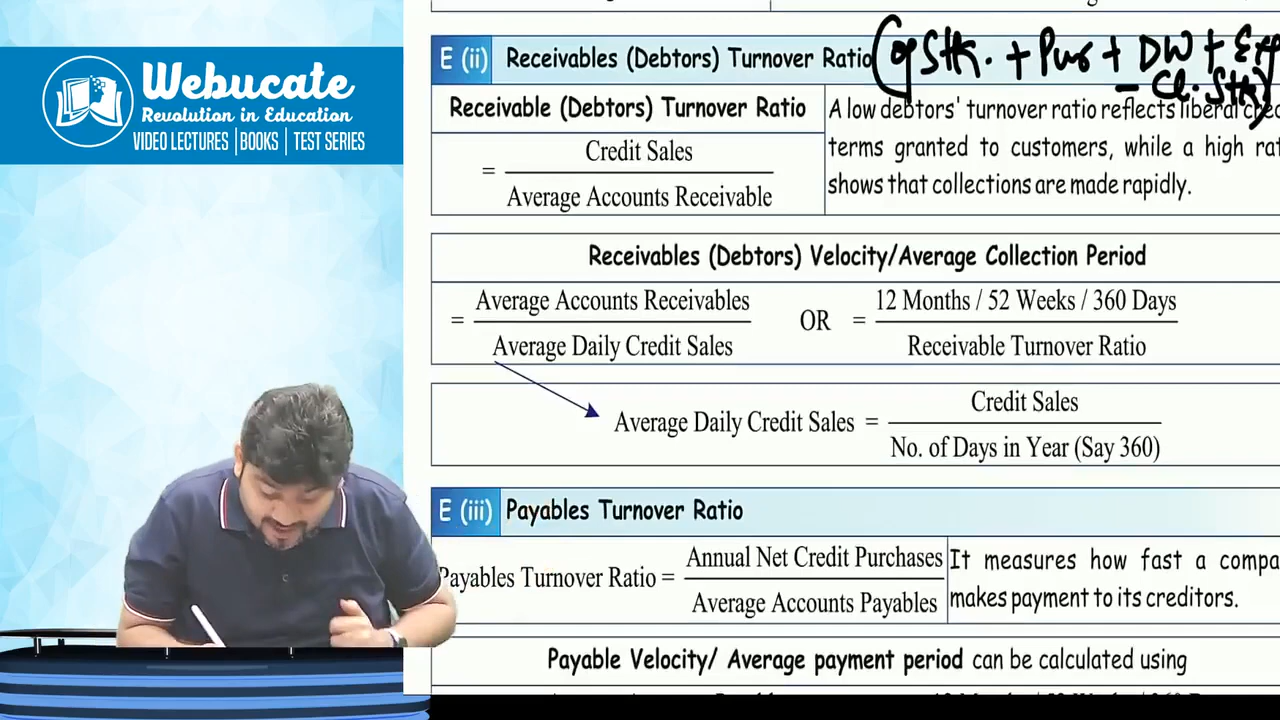 Webucate
Revolution in Education
VIDEO LECTURES | BOOKS | TEST SERIES
E (ii) Receivables (Debtors) Turnover Ratio
(op Stk. + Pur + DW + Exp
- Cl. Stk)
Receivable (Debtors) Turnover Ratio
= Credit Sales
Average Accounts Receivable
A low debtors' turnover ratio reflects liberal
terms granted to customers, while a high
shows that collections are made rapidly.
Receivables (Debtors) Velocity/Average Collection Period
= Average Accounts Receivables
Average Daily Credit Sales
OR = 12 Months / 52 Weeks / 360 Days
Receivable Turnover Ratio
Average Daily Credit Sales = Credit Sales
No. of Days in Year (Say 360)
E (iii) Payables Turnover Ratio
Payables Turnover Ratio = Annual Net Credit Purchases
Average Accounts Payables
It measures how fast a
makes payment to its creditors.
Payable Velocity/ Average payment period can be calculated using